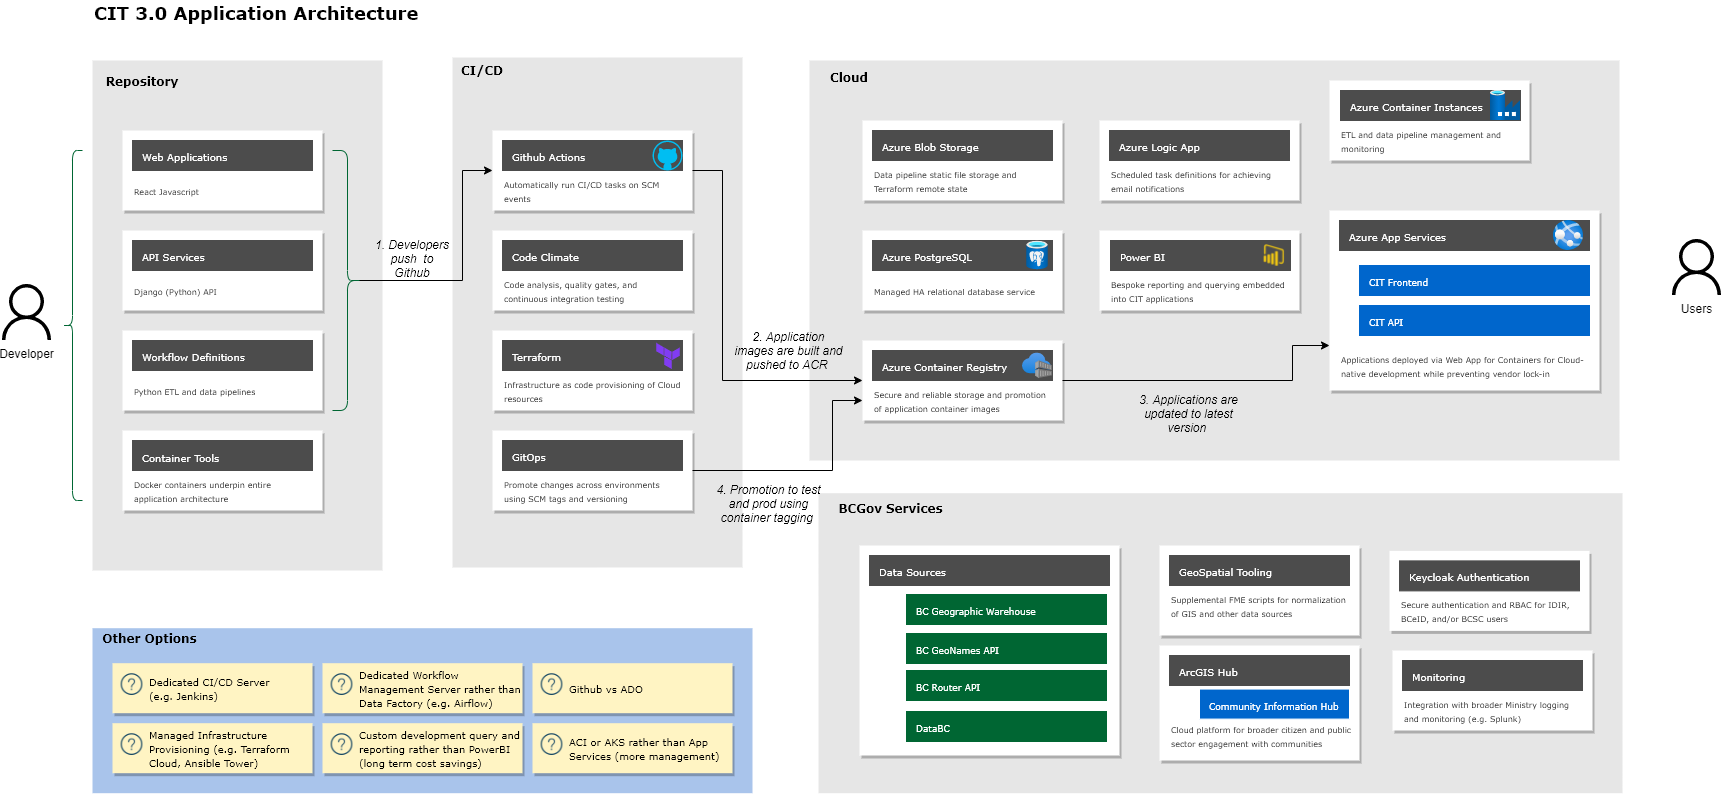 CIT 3.0 Application Architecture
Repository
Web Applications
React Javascript
API Services
Django (Python) API
Workflow Definitions
Python ETL and data pipelines
Container Tools
Docker containers underpin entire
application architecture
Developer
1. Developers
push to
Github
CI/CD
Github Actions
Automatically run CI/CD tasks on SCM
events
Code Climate
Code analysis, quality gates, and
continuous integration testing
Terraform
Infrastructure as code provisioning of Cloud
resources
GitOps
Promote changes across environments
using SCM tags and versioning
2. Application
images are built and
pushed to ACR
4. Promotion to test
and prod using
container tagging
Cloud
Azure Blob Storage
Data pipeline static file storage and
Terraform remote state
Azure Logic App
Scheduled task definitions for achieving
email notifications
Azure Container Instances
ETL and data pipeline management and
monitoring
Azure PostgreSQL
Managed HA relational database service
Power BI
Bespoke reporting and querying embedded
into CIT applications
Azure App Services
CIT Frontend
CIT API
Applications deployed via Web App for Containers for Cloud-
native development while preventing vendor lock-in
Azure Container Registry
Secure and reliable storage and promotion
of application container images
3. Applications are
updated to latest
version
Users
BCGov Services
Data Sources
BC Geographic Warehouse
BC GeoNames API
BC Router API
DataBC
GeoSpatial Tooling
Supplemental FME scripts for normalization
of GIS and other data sources
ArcGIS Hub
Community Information Hub
Cloud platform for broader citizen and public
sector engagement with communities
Keycloak Authentication
Secure authentication and RBAC for IDIR,
BCeID, and/or BCSC users
Monitoring
Integration with broader Ministry logging
and monitoring (e.g. Splunk)
Other Options
? Dedicated CI/CD Server
(e.g. Jenkins)
? Dedicated Workflow
Management Server rather than
Data Factory (e.g. Airflow)
? Github vs ADO
? Managed Infrastructure
Provisioning (e.g. Terraform
Cloud, Ansible Tower)
? Custom development query and
reporting rather than PowerBI
(long term cost savings)
? ACI or AKS rather than App
Services (more management)